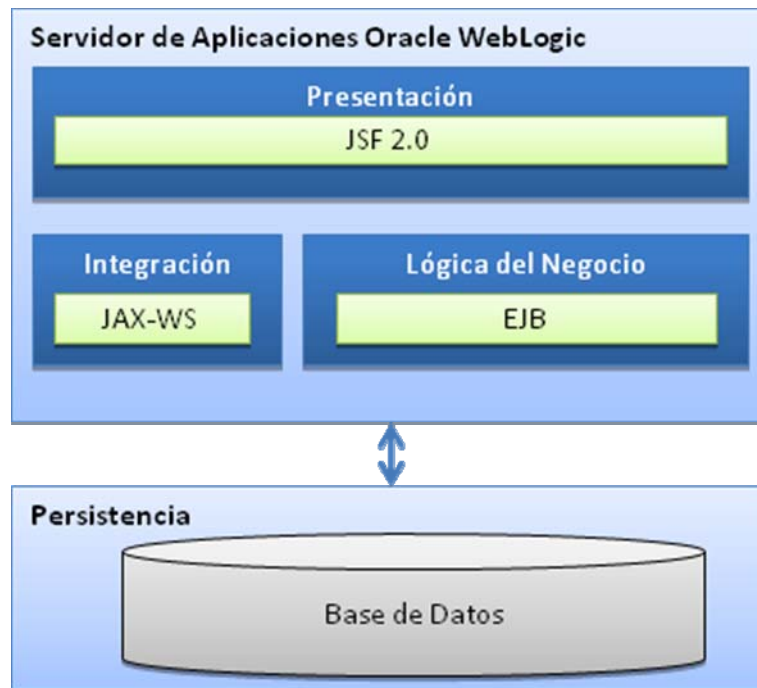 Servidor de Aplicaciones Oracle WebLogic
Presentación
JSF 2.0
Integración
JAX-WS
Lógica del Negocio
EJB
Persistencia
Base de Datos